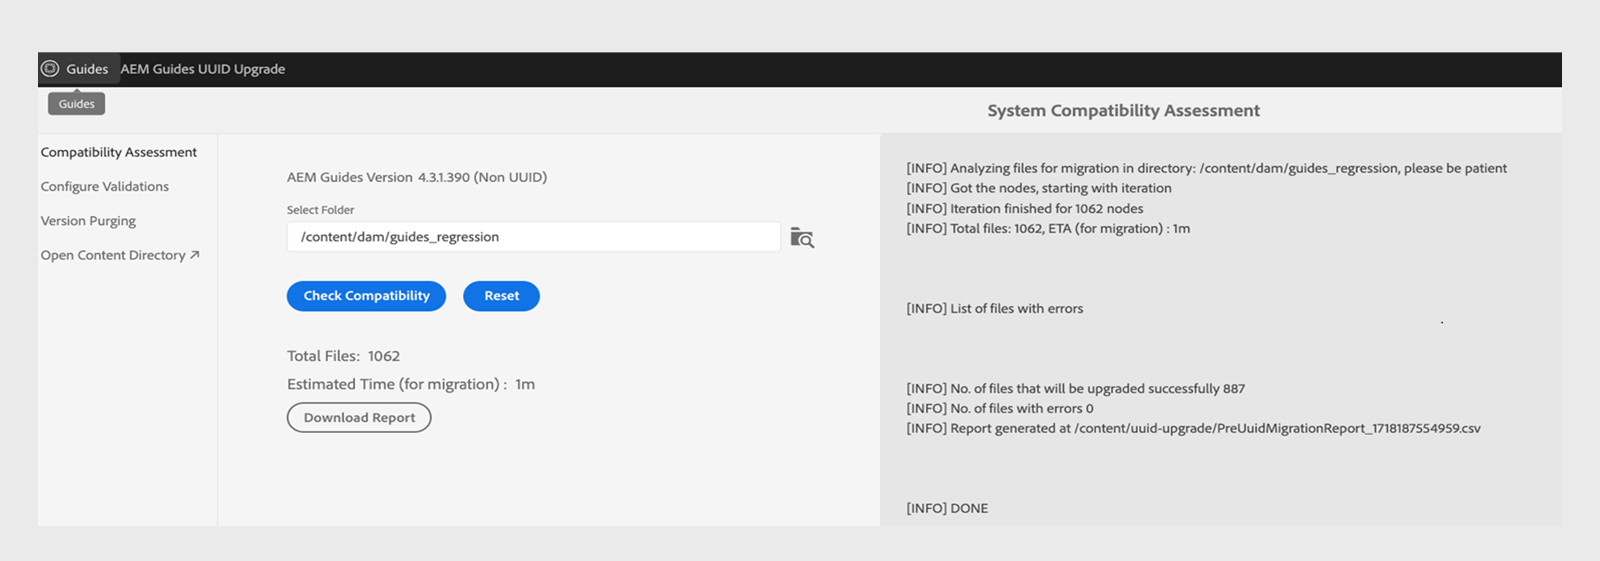 Guides AEM Guides UUID Upgrade
Guides
System Compatibility Assessment
Compatibility Assessment
Configure Validations
Version Purging
Open Content Directory
AEM Guides Version 4.3.1.390 (Non UUID)
Select Folder
/content/dam/guides_regression
Check Compatibility
Reset
Total Files: 1062
Estimated Time (for migration) : 1m
Download Report
[INFO] Analyzing files for migration in directory: /content/dam/guides_regression, please be patient
[INFO] Got the nodes, starting with iteration
[INFO] Iteration finished for 1062 nodes
[INFO] Total files: 1062, ETA (for migration) : 1m
[INFO] List of files with errors
[INFO] No. of files that will be upgraded successfully 887
[INFO] No. of files with errors 0
[INFO] Report generated at /content/uuid-upgrade/PreUuidMigrationReport_1718187554959.csv
[INFO] DONE